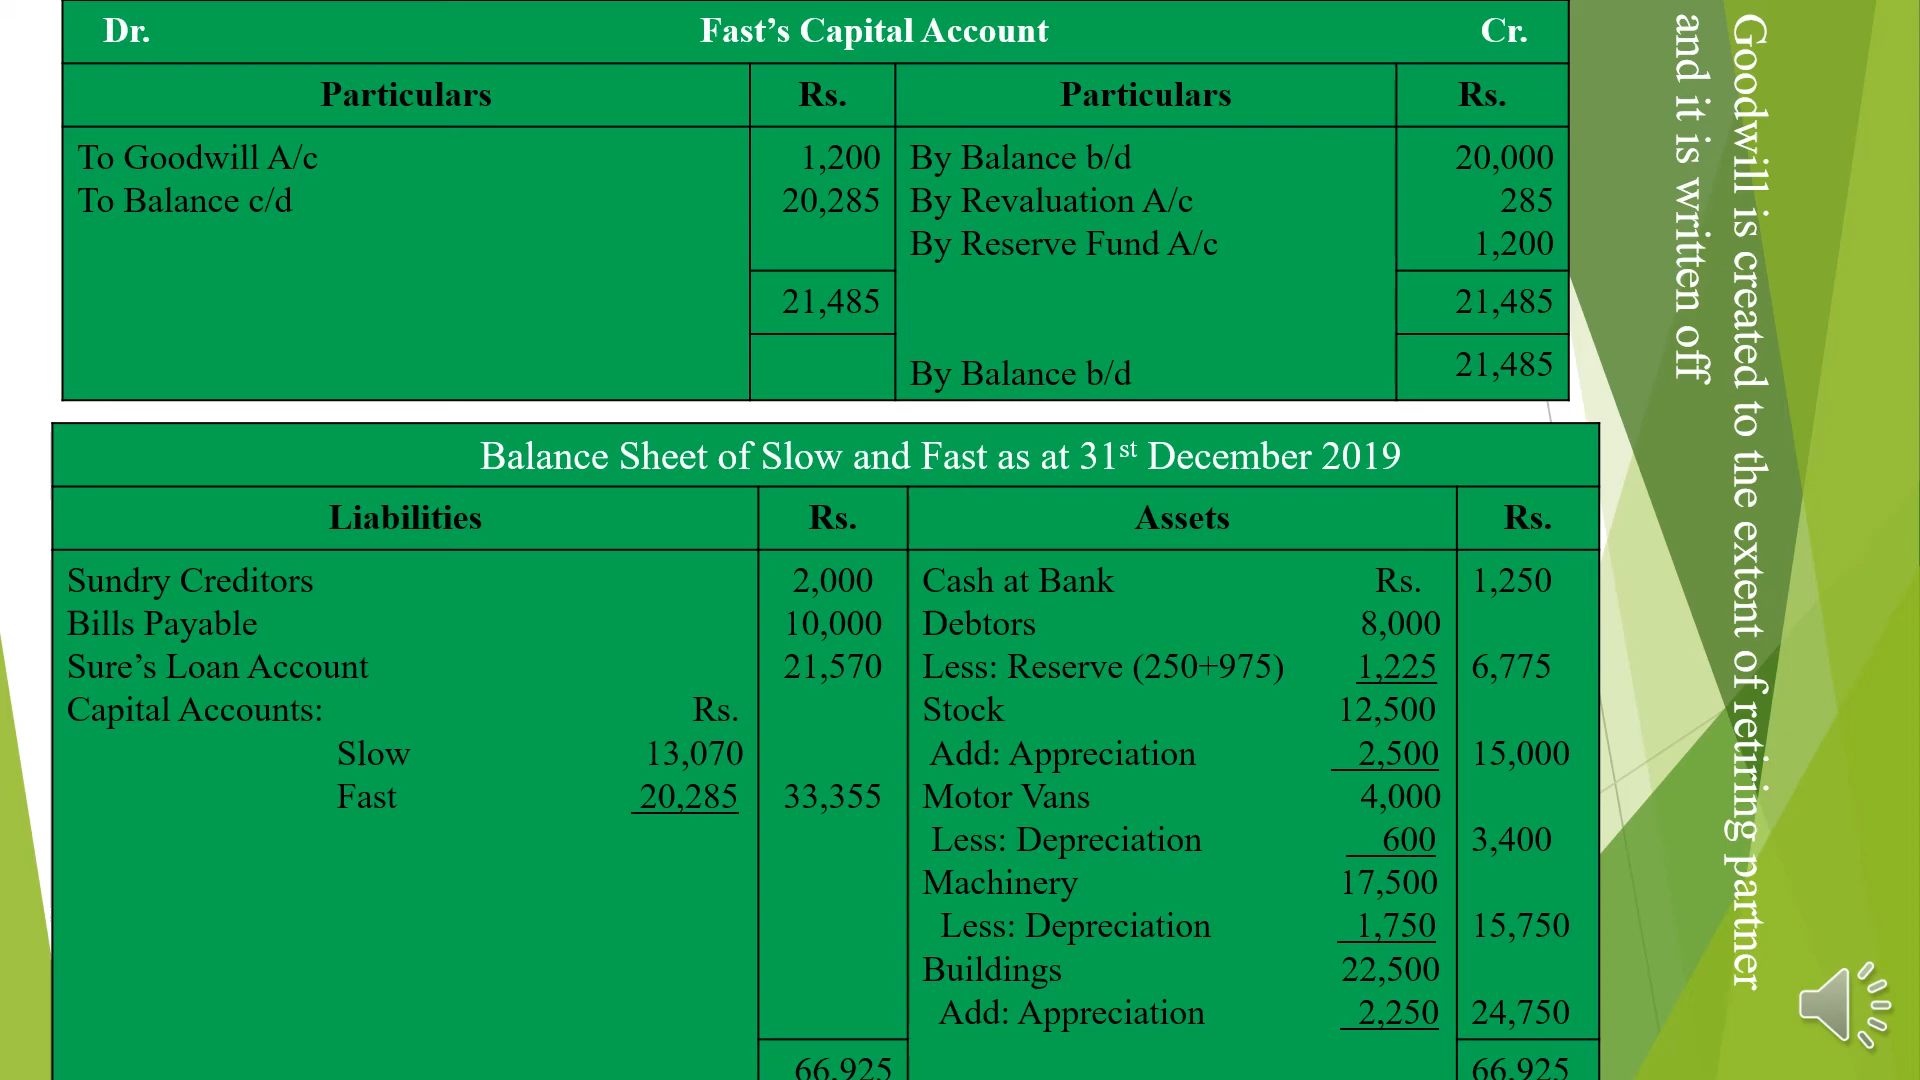 Dr. Fast’s Capital Account Cr.
Particulars Rs. Particulars Rs.
To Goodwill A/c 1,200 By Balance b/d 20,000
To Balance c/d 20,285 By Revaluation A/c 285
By Reserve Fund A/c 1,200
21,485 21,485
By Balance b/d 21,485
Balance Sheet of Slow and Fast as at 31st December 2019
Liabilities Rs. Assets Rs.
Sundry Creditors 2,000 Cash at Bank Rs. 1,250
Bills Payable 10,000 Debtors 8,000
Sure’s Loan Account 21,570 Less: Reserve (250+975) 1,225 6,775
Capital Accounts: Rs. Stock 12,500
Slow 13,070 Add: Appreciation 2,500 15,000
Fast 20,285 33,355 Motor Vans 4,000
Less: Depreciation 600 3,400
Machinery 17,500
Less: Depreciation 1,750 15,750
Buildings 22,500
Add: Appreciation 2,250 24,750
66,925 66,925
Goodwill is created to the extent of retiring partner
and it is written off